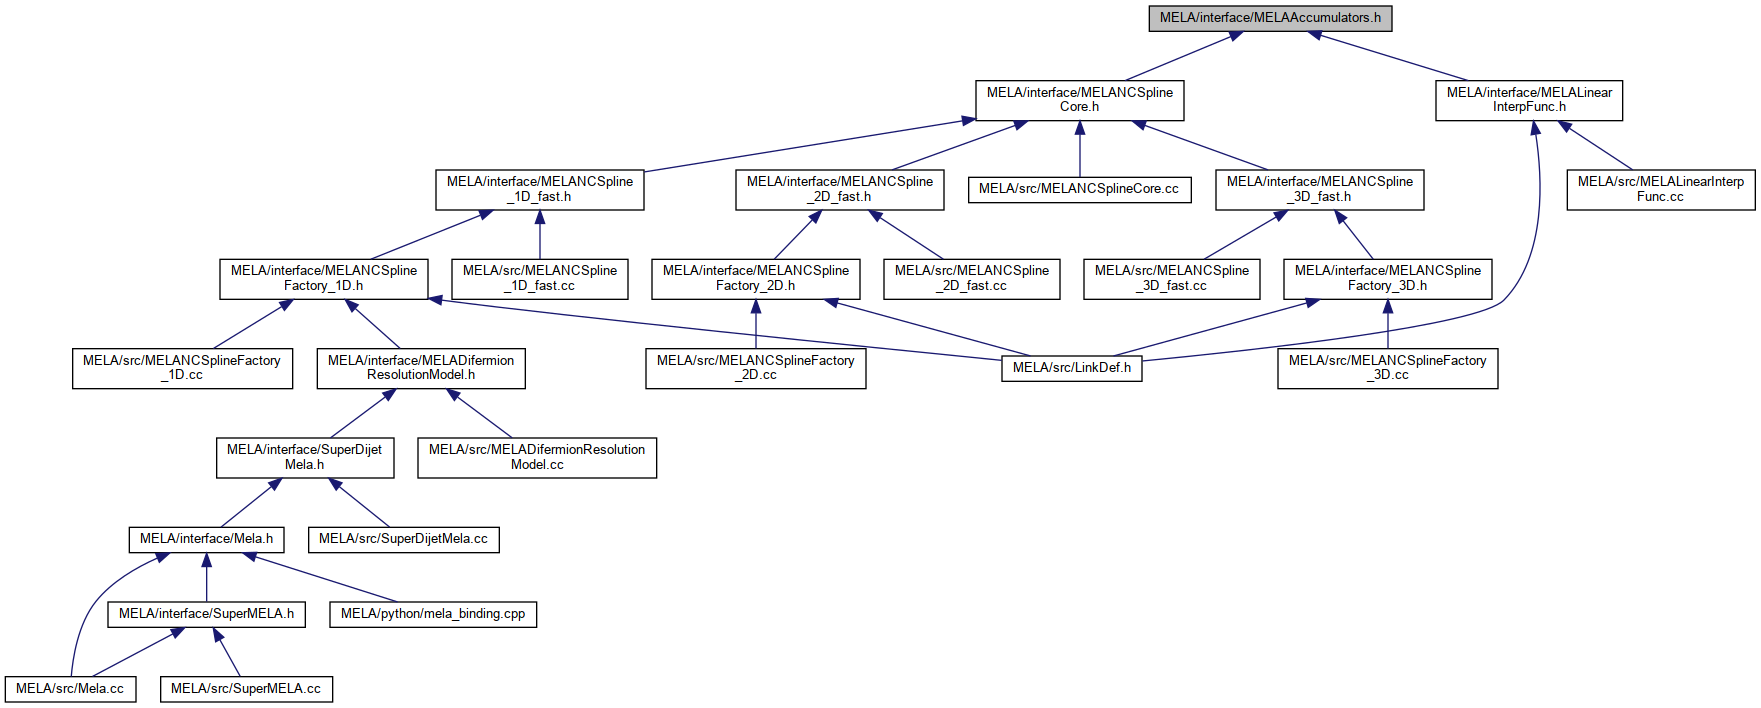 MELA/interface/MELAAccumulators.h
MELA/interface/MELANCSpline
Core.h
MELA/interface/MELALinear
InterpFunc.h
MELA/interface/MELANCSpline
_1D_fast.h
MELA/interface/MELANCSpline
_2D_fast.h
MELA/src/MELANCSplineCore.cc
MELA/interface/MELANCSpline
_3D_fast.h
MELA/src/MELALinearInterp
Func.cc
MELA/interface/MELANCSpline
Factory_1D.h
MELA/src/MELANCSpline
_1D_fast.cc
MELA/interface/MELANCSpline
Factory_2D.h
MELA/src/MELANCSpline
_2D_fast.cc
MELA/src/MELANCSpline
_3D_fast.cc
MELA/interface/MELANCSpline
Factory_3D.h
MELA/src/MELANCSplineFactory
_1D.cc
MELA/interface/MELADifermion
ResolutionModel.h
MELA/src/MELANCSplineFactory
_2D.cc
MELA/src/LinkDef.h
MELA/src/MELANCSplineFactory
_3D.cc
MELA/interface/SuperDijet
Mela.h
MELA/src/MELADifermionResolution
Model.cc
MELA/interface/Mela.h
MELA/src/SuperDijetMela.cc
MELA/interface/SuperMELA.h
MELA/python/mela_binding.cpp
MELA/src/Mela.cc
MELA/src/SuperMELA.cc